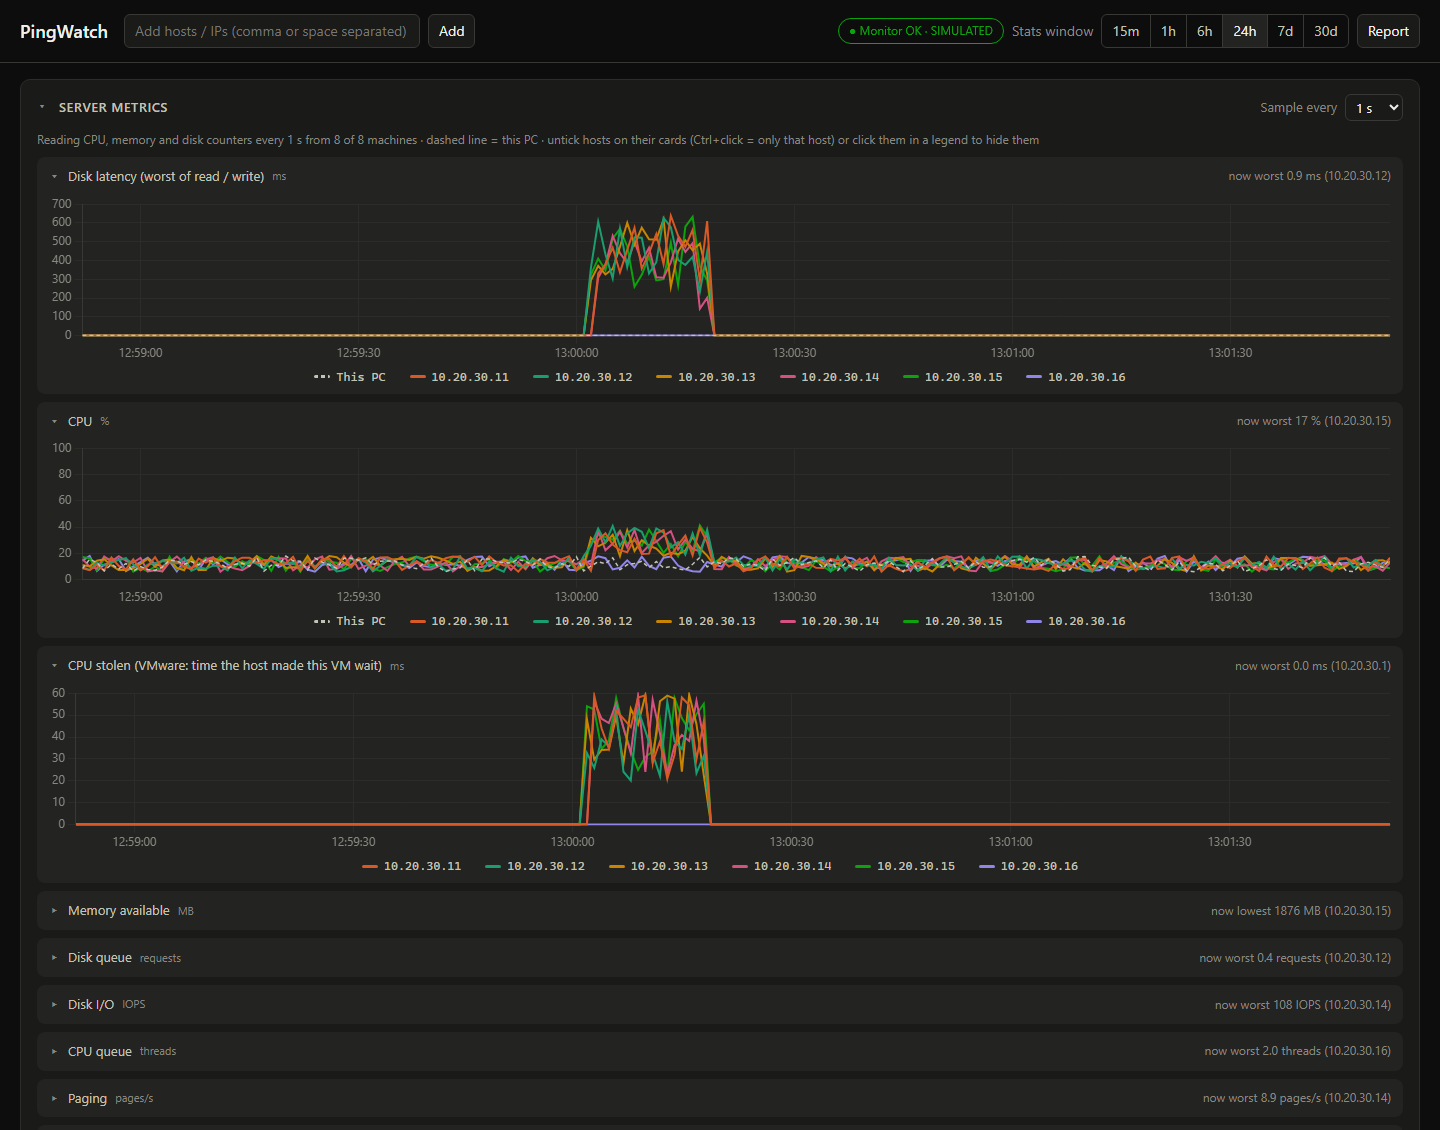 PingWatch Add hosts / IPs (comma or space separated) Add ● Monitor OK · SIMULATED Stats window 15m 1h 6h 24h 7d 30d Report
SERVER METRICS Sample every 1 s
Reading CPU, memory and disk counters every 1 s from 8 of 8 machines · dashed line = this PC · untick hosts on their cards (Ctrl+click = only that host) or click them in a legend to hide them
Disk latency (worst of read / write) ms now worst 0.9 ms (10.20.30.12)
700
600
500
400
300
200
100
0
12:59:00 12:59:30 13:00:00 13:00:30 13:01:00 13:01:30
This PC 10.20.30.11 10.20.30.12 10.20.30.13 10.20.30.14 10.20.30.15 10.20.30.16
CPU % now worst 17 % (10.20.30.15)
100
80
60
40
20
0
12:59:00 12:59:30 13:00:00 13:00:30 13:01:00 13:01:30
This PC 10.20.30.11 10.20.30.12 10.20.30.13 10.20.30.14 10.20.30.15 10.20.30.16
CPU stolen (VMware: time the host made this VM wait) ms now worst 0.0 ms (10.20.30.1)
60
50
40
30
20
10
0
12:59:00 12:59:30 13:00:00 13:00:30 13:01:00 13:01:30
10.20.30.11 10.20.30.12 10.20.30.13 10.20.30.14 10.20.30.15 10.20.30.16
Memory available MB now lowest 1876 MB (10.20.30.15)
Disk queue requests now worst 0.4 requests (10.20.30.12)
Disk I/O IOPS now worst 108 IOPS (10.20.30.14)
CPU queue threads now worst 2.0 threads (10.20.30.16)
Paging pages/s now worst 8.9 pages/s (10.20.30.14)